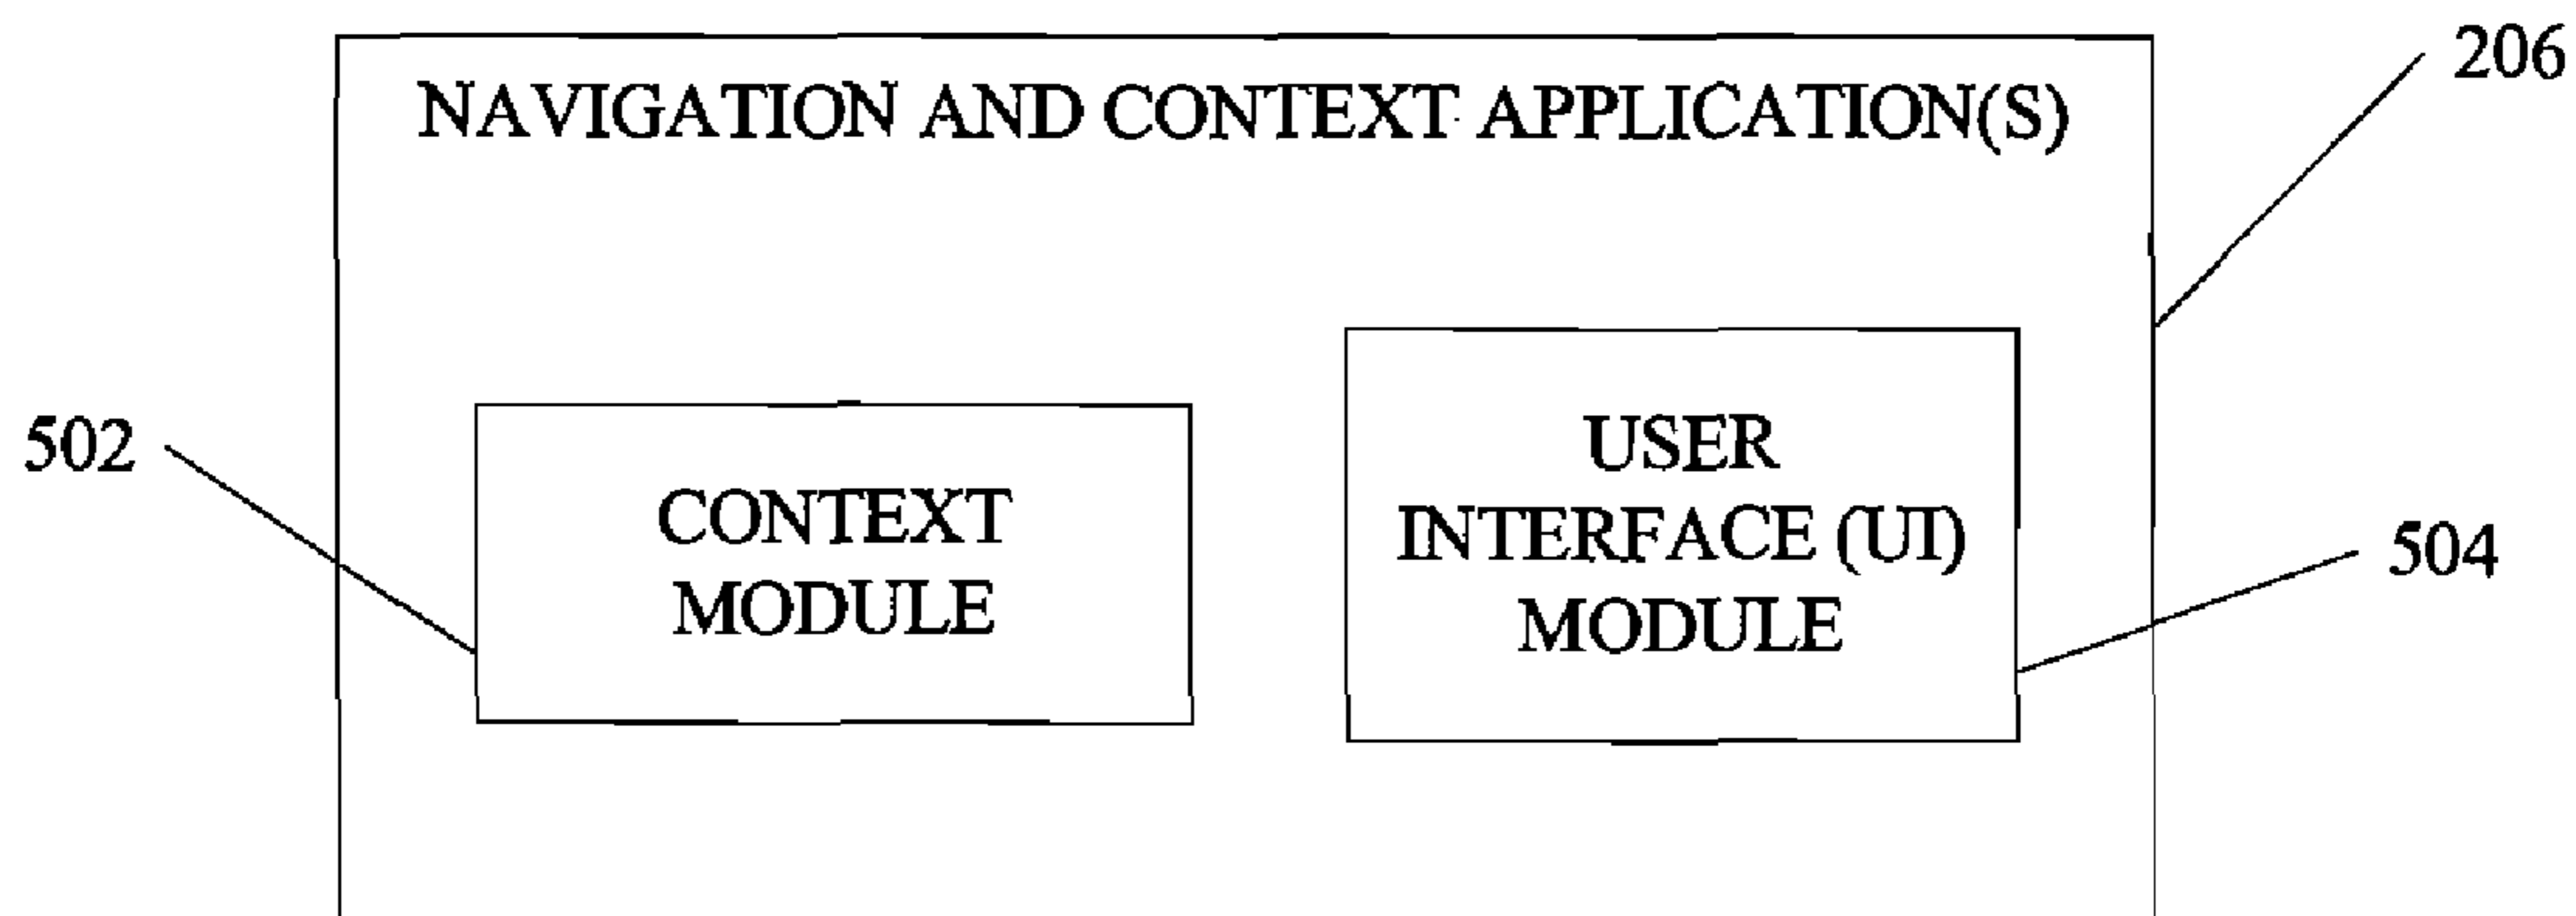 206
NAVIGATION AND CONTEXT APPLICATION(S)
502
CONTEXT
MODULE
USER
INTERFACE (UI)
MODULE
504